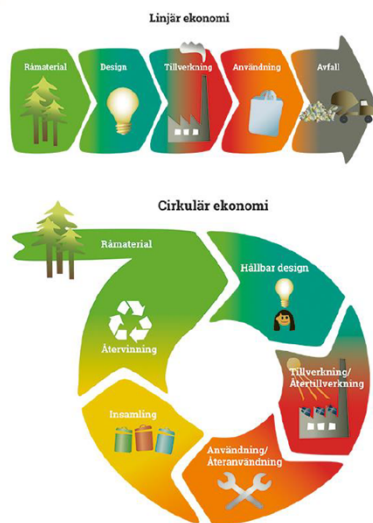 Linjär ekonomi
Råmaterial
Design
Tillverkning
Användning
Avfall
Cirkulär ekonomi
Råmaterial
Hållbar design
Tillverkning/
Återtillverkning
Användning/
Återanvändning
Insamling
Återvinning